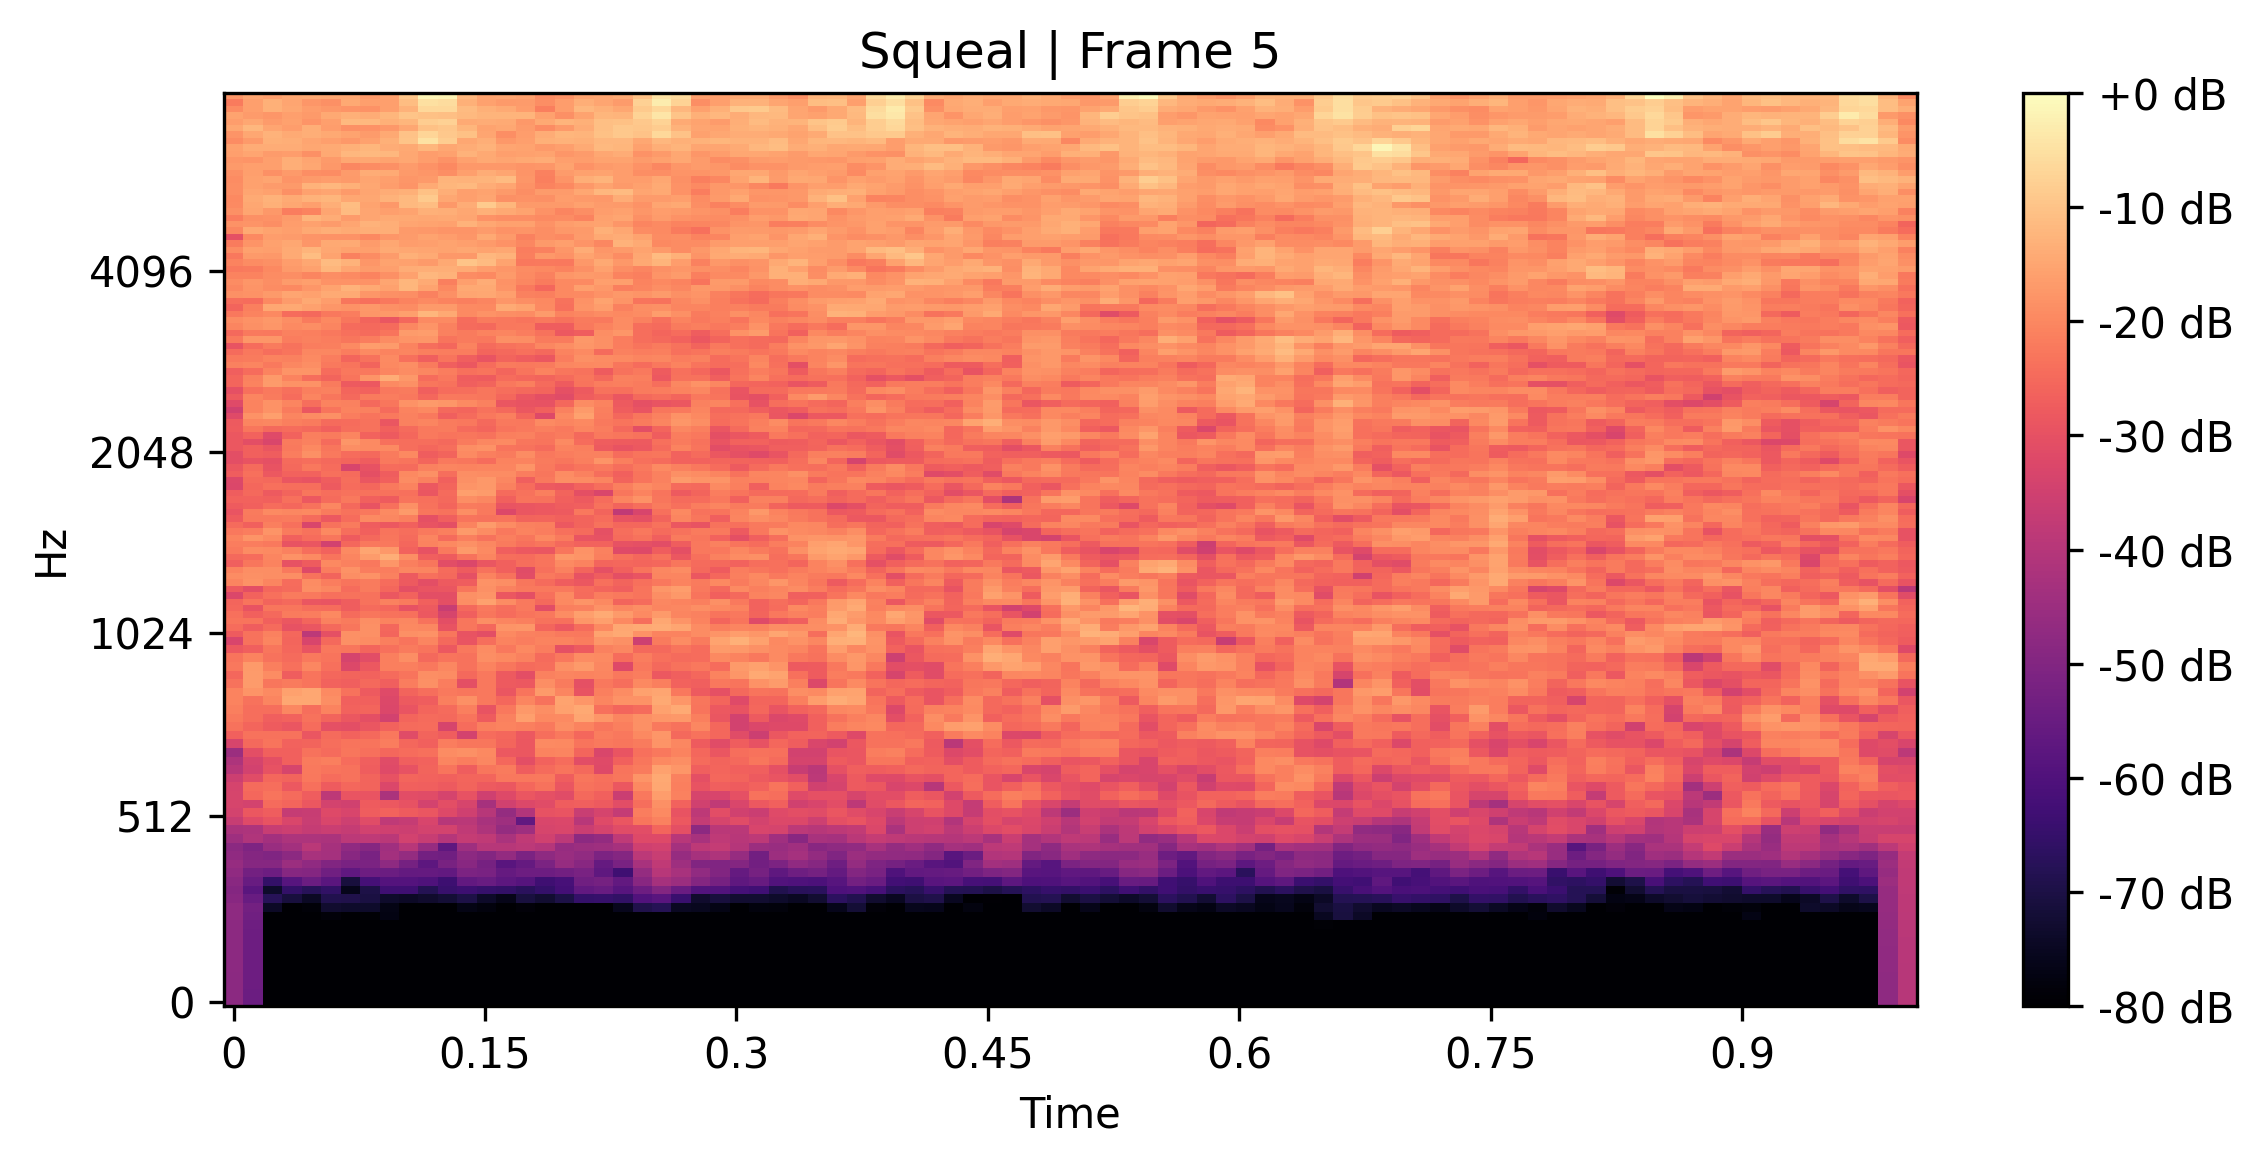 Squeal | Frame 5
Hz
4096
2048
1024
512
0
0 0.15 0.3 0.45 0.6 0.75 0.9
Time
+0 dB
-10 dB
-20 dB
-30 dB
-40 dB
-50 dB
-60 dB
-70 dB
-80 dB